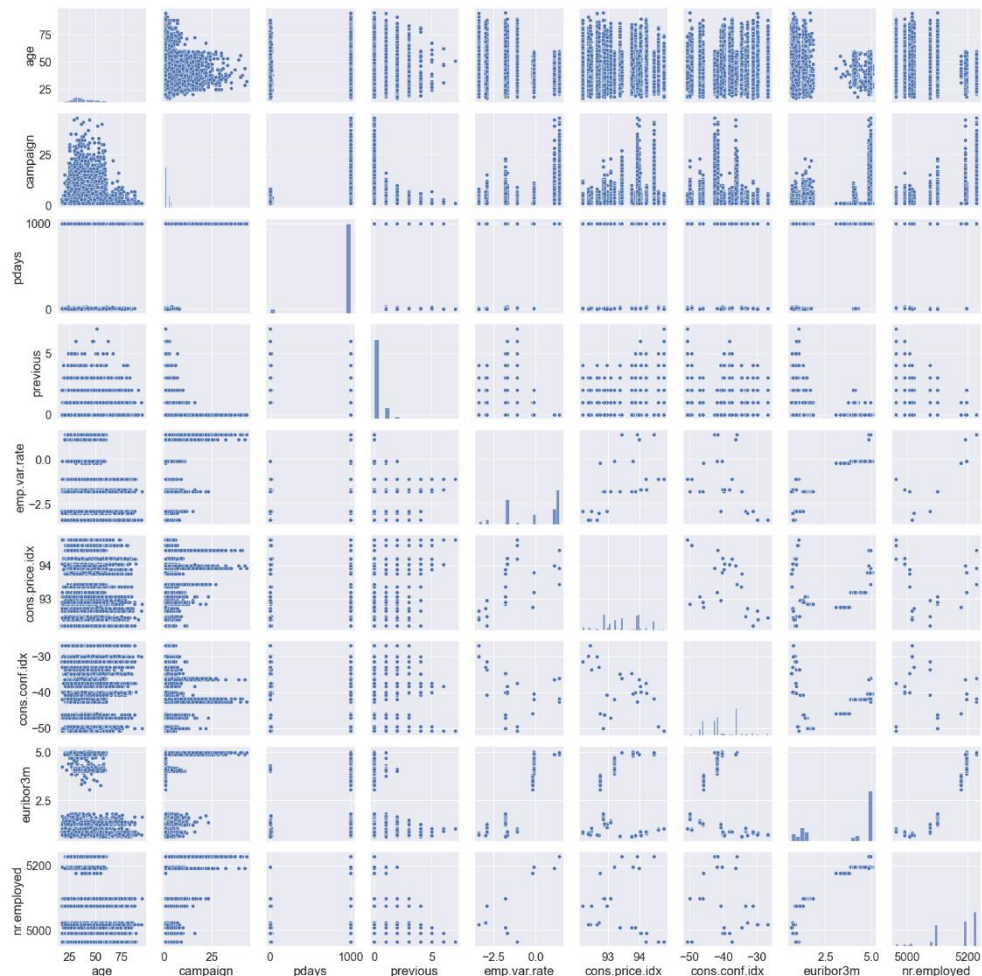 75
50
25
age
25
0
campaign
1000
0
pdays
5
0
previous
0.0
−2.5
emp.var.rate
94
93
cons.price.idx
−30
−40
−50
cons.conf.idx
5.0
2.5
euribor3m
5200
5000
nr.employed
25 50 75
0 25
0 1000
0 5
−2.5 0.0
93 94
−50 −40 −30
2.5 5.0
5000 5200
age campaign pdays previous emp.var.rate cons.price.idx cons.conf.idx euribor3m nr.employed